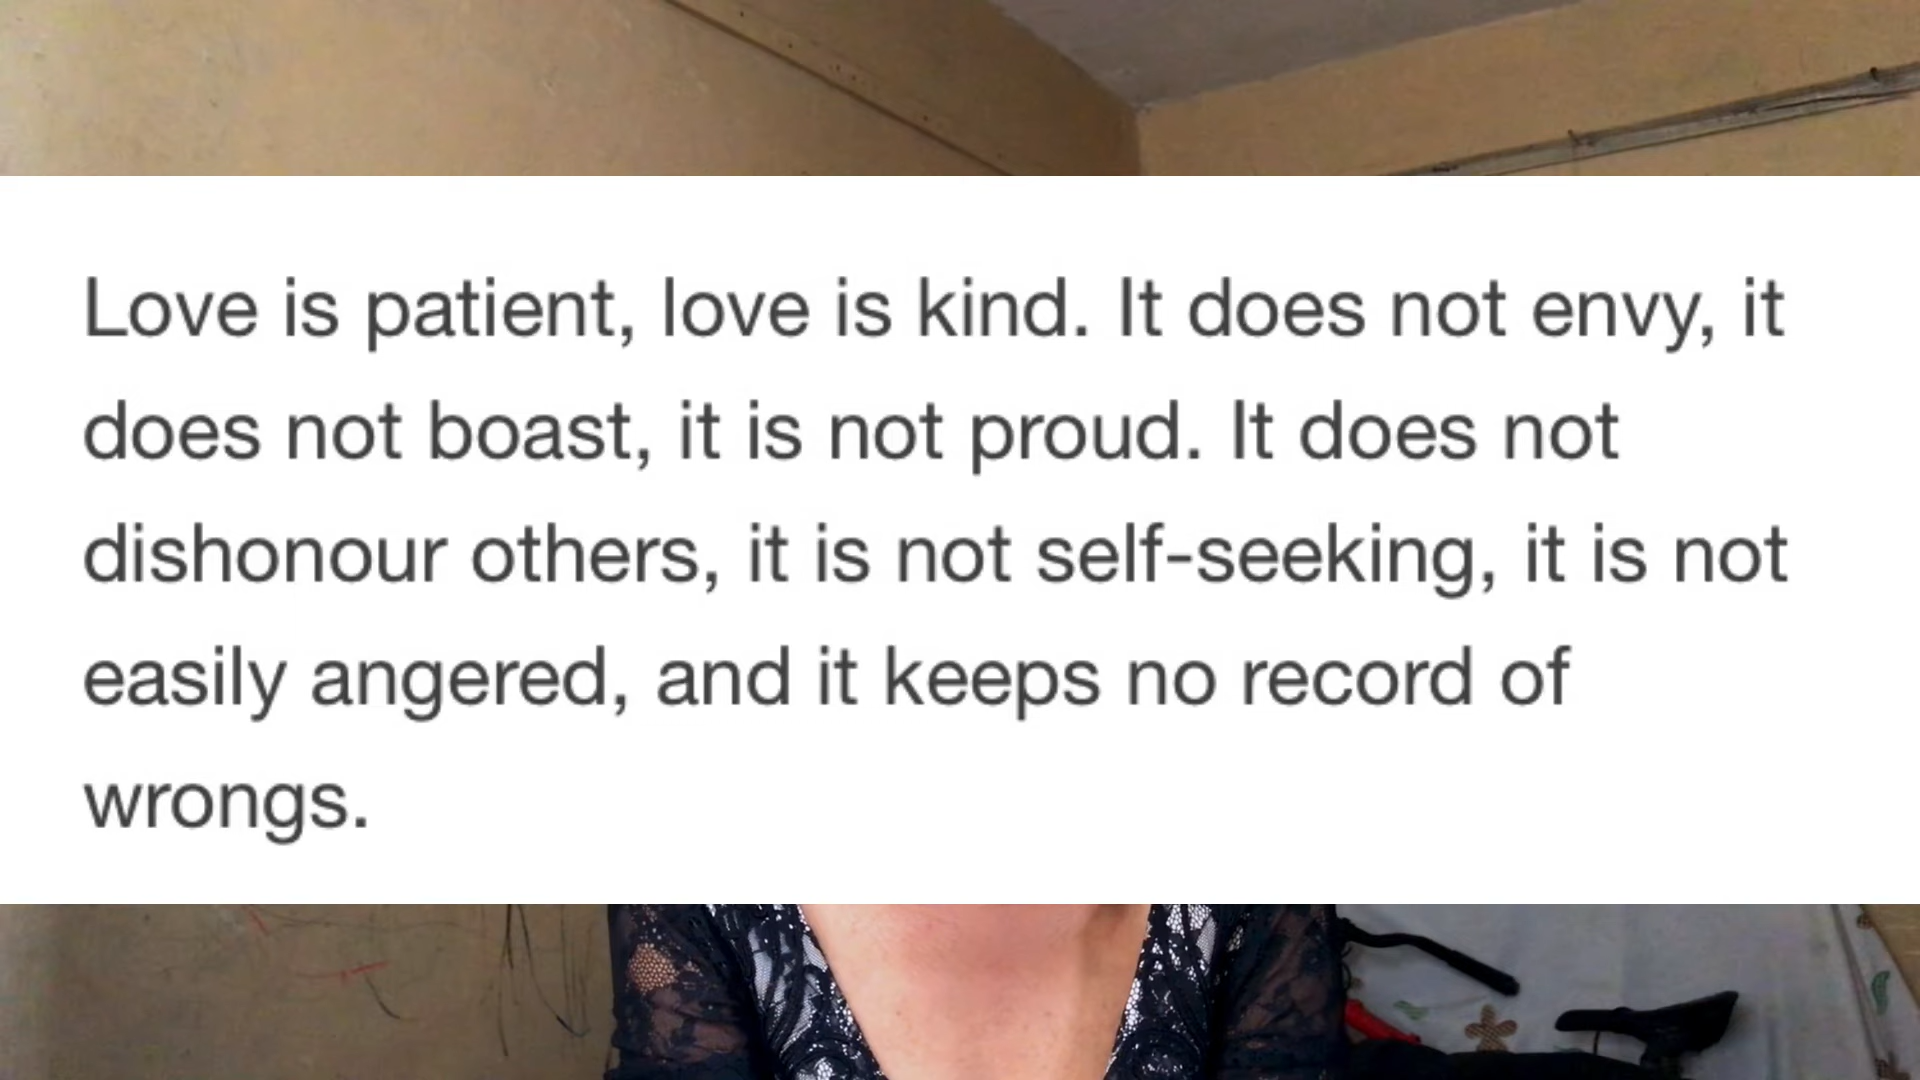 Love is patient, love is kind. It does not envy, it
does not boast, it is not proud. It does not
dishonour others, it is not self-seeking, it is not
easily angered, and it keeps no record of
wrongs.